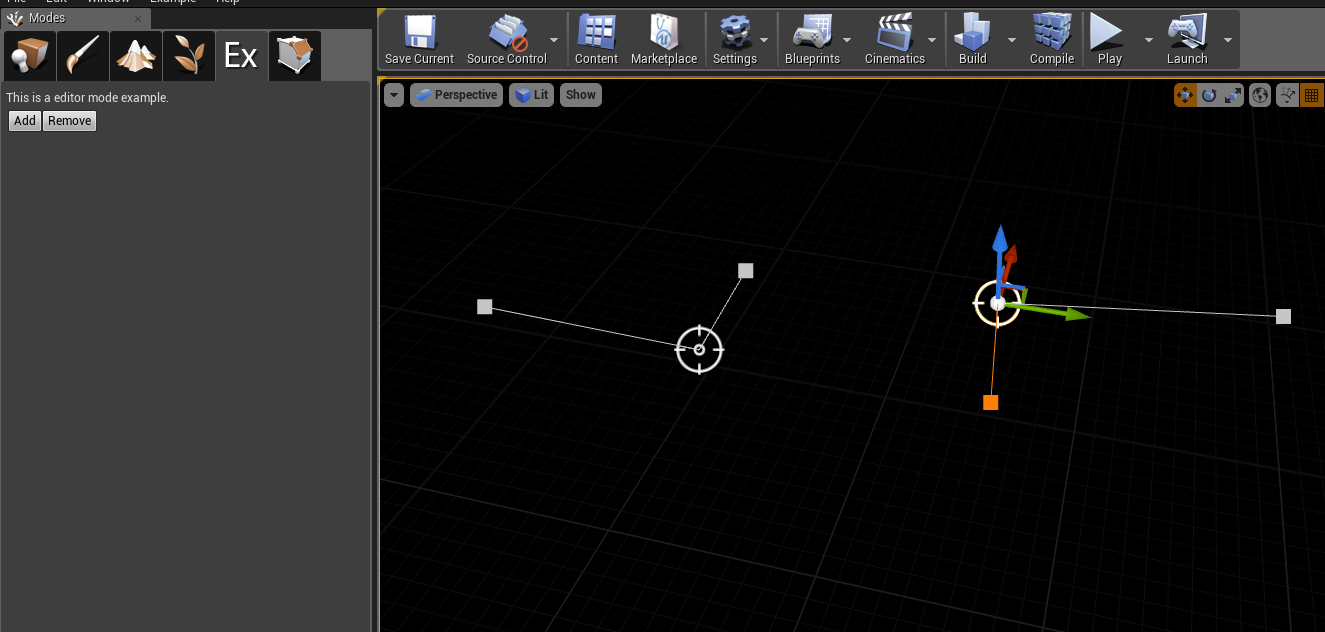 File Edit Window Example Help
Modes
Ex
This is a editor mode example.
Add Remove
Save Current Source Control Content Marketplace Settings Blueprints Cinematics Build Compile Play Launch
Perspective Lit Show